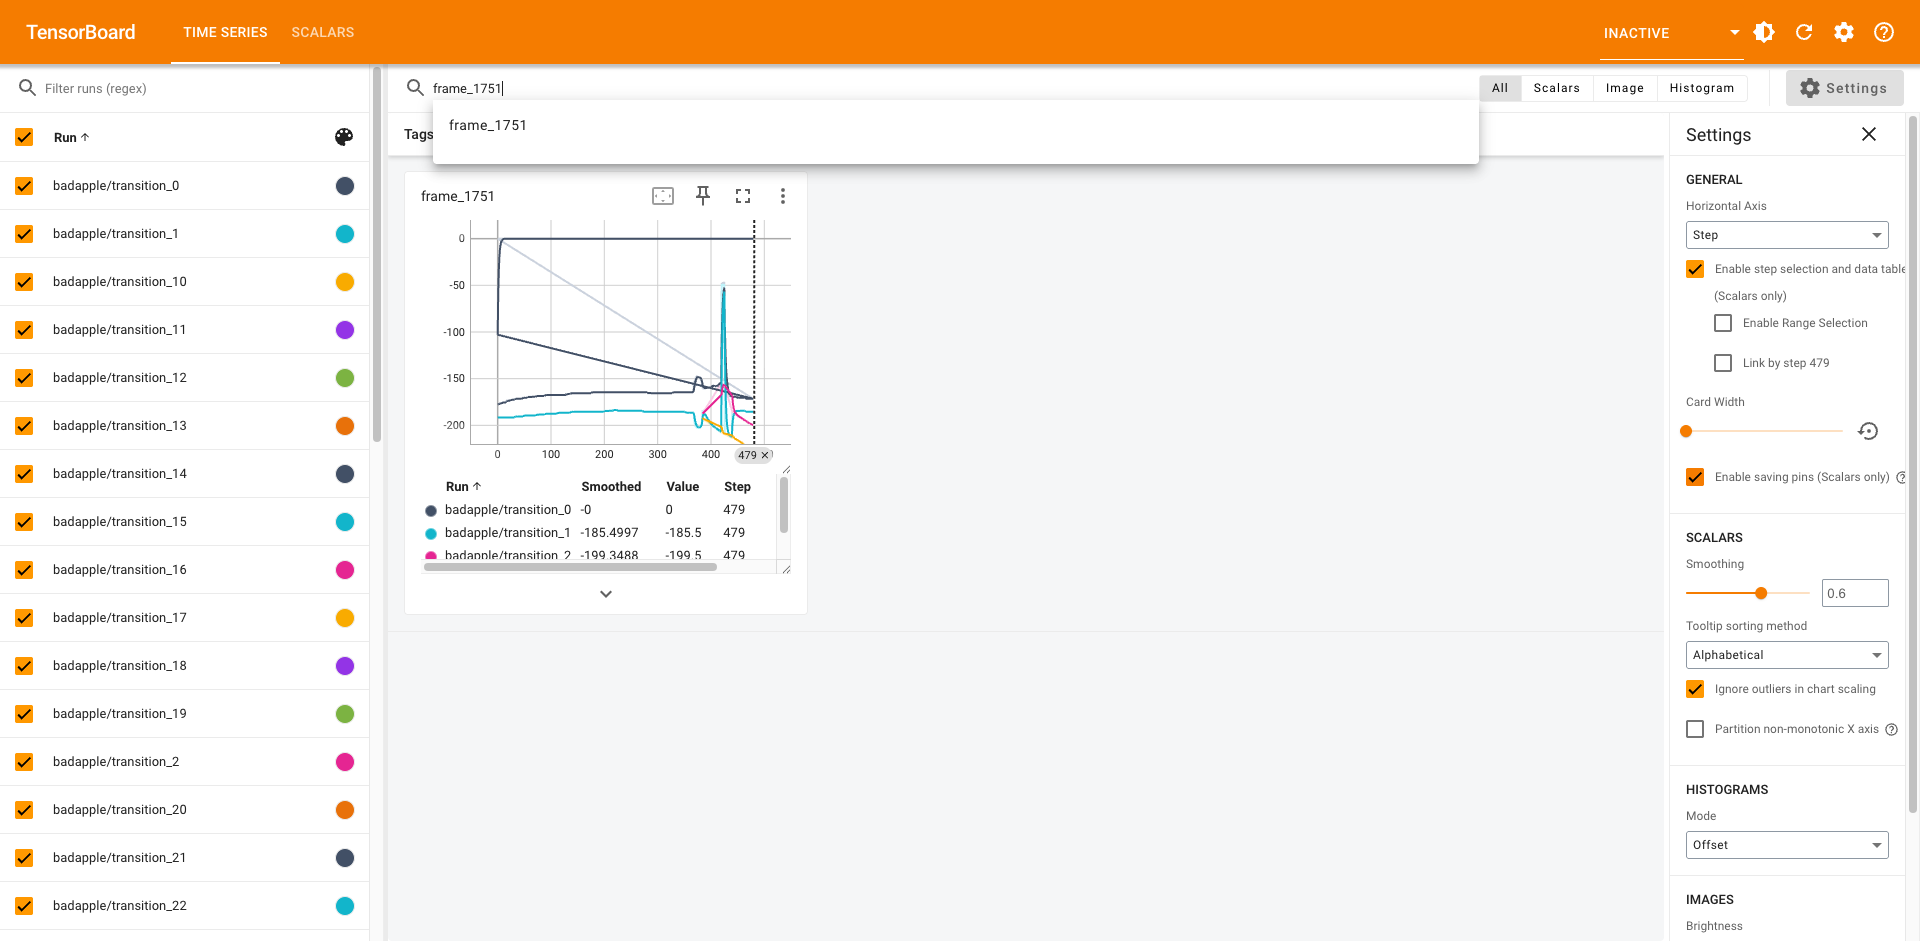 TensorBoard TIME SERIES SCALARS INACTIVE
Filter runs (regex)
Run
badapple/transition_0
badapple/transition_1
badapple/transition_10
badapple/transition_11
badapple/transition_12
badapple/transition_13
badapple/transition_14
badapple/transition_15
badapple/transition_16
badapple/transition_17
badapple/transition_18
badapple/transition_19
badapple/transition_2
badapple/transition_20
badapple/transition_21
badapple/transition_22
frame_1751
All Scalars Image Histogram Settings
frame_1751
Tags
frame_1751
0
-50
-100
-150
-200
0 100 200 300 400 479
Run Smoothed Value Step
badapple/transition_0 -0 0 479
badapple/transition_1 -185.4997 -185.5 479
badapple/transition_2 -199.3488 -199.5 479
Settings
GENERAL
Horizontal Axis
Step
Enable step selection and data table
(Scalars only)
Enable Range Selection
Link by step 479
Card Width
Enable saving pins (Scalars only)
SCALARS
Smoothing
0.6
Tooltip sorting method
Alphabetical
Ignore outliers in chart scaling
Partition non-monotonic X axis
HISTOGRAMS
Mode
Offset
IMAGES
Brightness